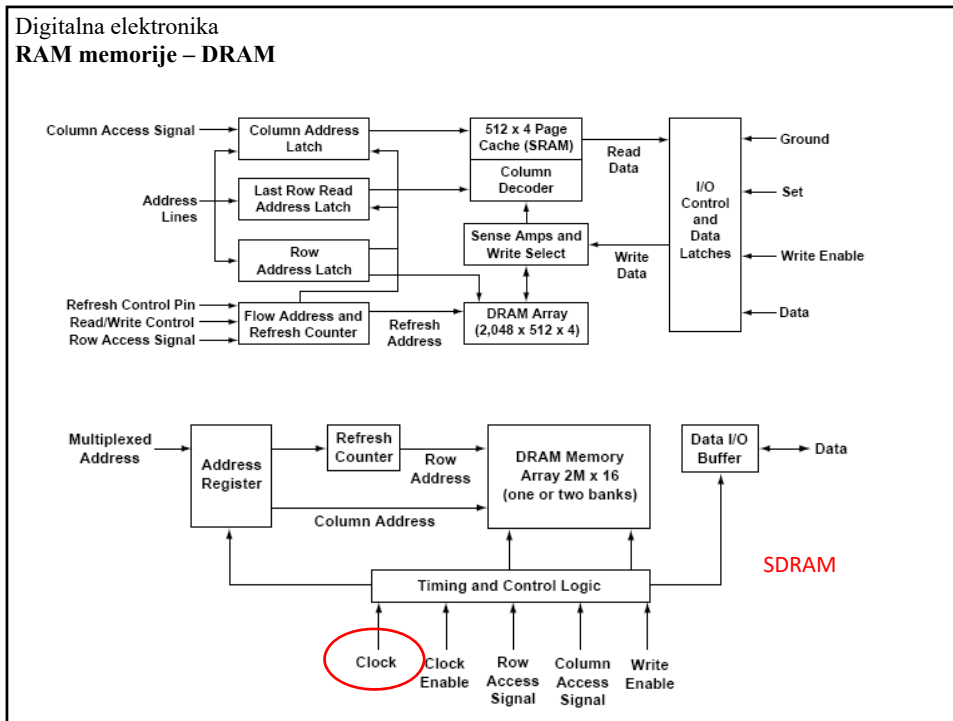 Digitalna elektronika
RAM memorije – DRAM
Column Access Signal
Column Address
Latch
512 x 4 Page
Cache (SRAM)
Column
Decoder
Read
Data
I/O
Control
and
Data
Latches
Ground
Set
Write Enable
Data
Address
Lines
Last Row Read
Address Latch
Row
Address Latch
Sense Amps and
Write Select
Write
Data
Refresh Control Pin
Read/Write Control
Row Access Signal
Flow Address and
Refresh Counter
Refresh
Address
DRAM Array
(2,048 x 512 x 4)
Multiplexed
Address
Address
Register
Refresh
Counter
Row
Address
Column Address
DRAM Memory
Array 2M x 16
(one or two banks)
Data I/O
Buffer
Data
SDRAM
Timing and Control Logic
Clock
Clock
Enable
Row
Access
Signal
Column
Access
Signal
Write
Enable